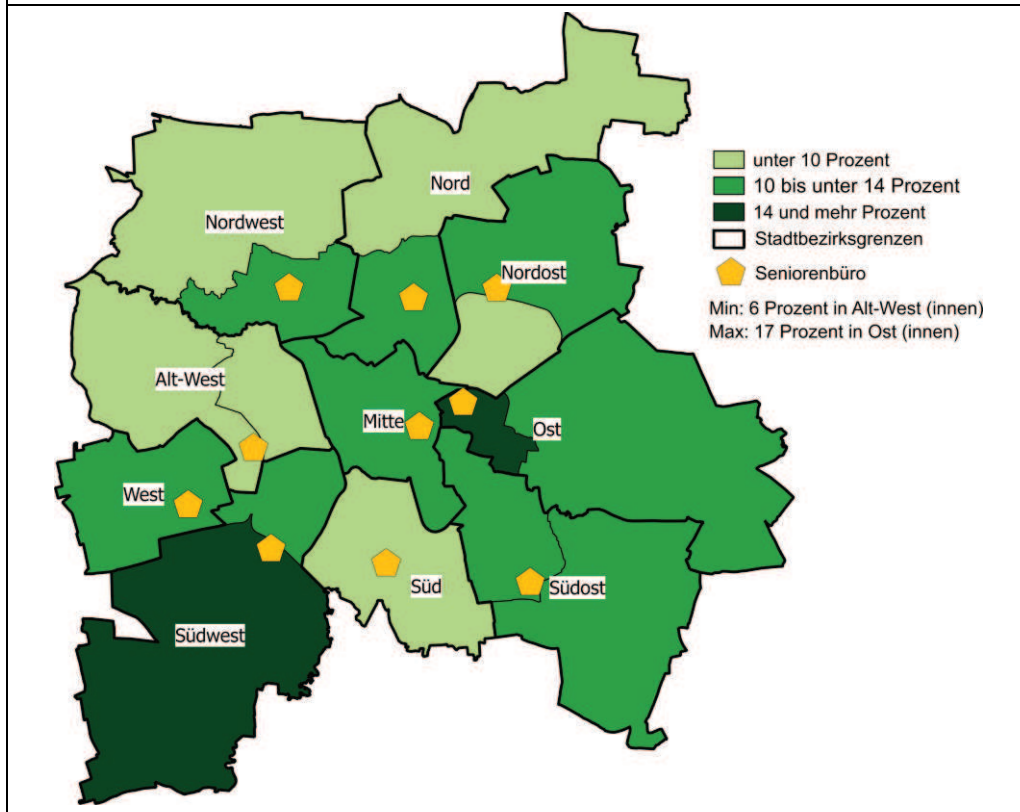 Nord
Nordwest
Nordost
Alt-West
Mitte
Ost
West
Süd
Südost
Südwest
unter 10 Prozent
10 bis unter 14 Prozent
14 und mehr Prozent
Stadtbezirksgrenzen
Seniorenbüro
Min: 6 Prozent in Alt-West (innen)
Max: 17 Prozent in Ost (innen)